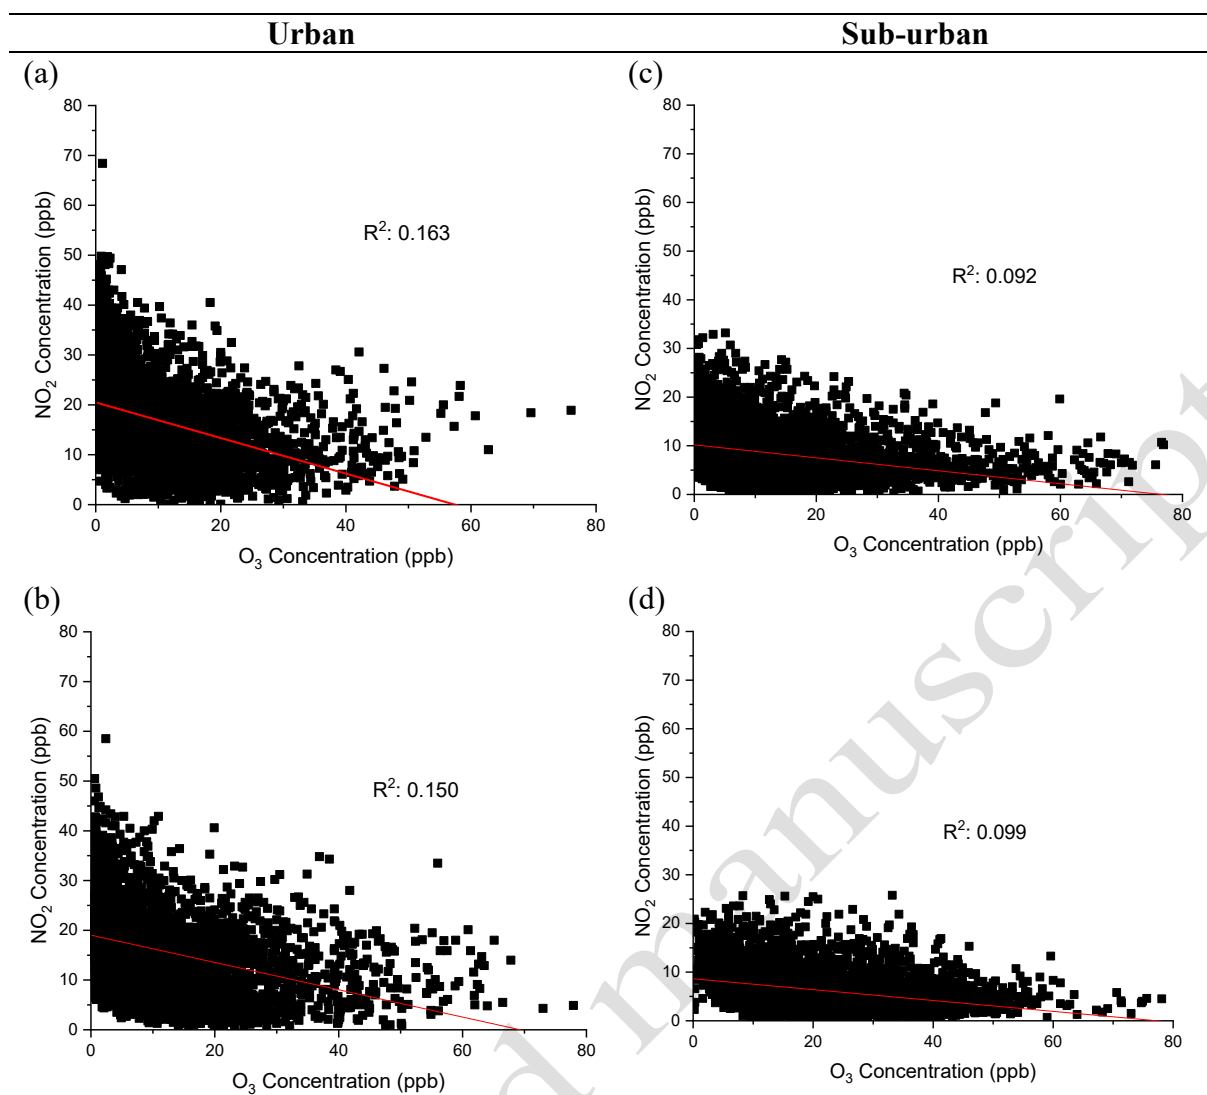 Urban Sub-urban
(a)
80
70
60
50
40
30
20
10
0
NO₂ Concentration (ppb)
R²: 0.163
0 20 40 60 80
O₃ Concentration (ppb)
(c)
80
70
60
50
40
30
20
10
0
NO₂ Concentration (ppb)
R²: 0.092
0 20 40 60 80
O₃ Concentration (ppb)
(b)
80
70
60
50
40
30
20
10
0
NO₂ Concentration (ppb)
R²: 0.150
0 20 40 60 80
O₃ Concentration (ppb)
(d)
80
70
60
50
40
30
20
10
0
NO₂ Concentration (ppb)
R²: 0.099
0 20 40 60 80
O₃ Concentration (ppb)
d manuscript